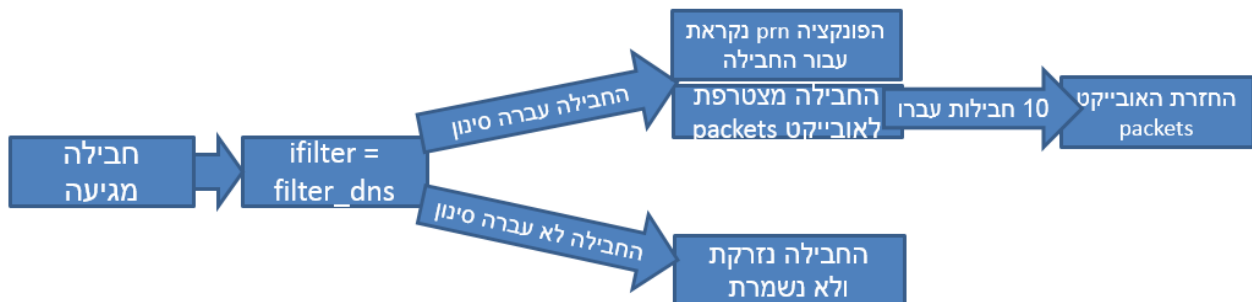 חבילה
מגיעה
ifilter =
filter_dns
החבילה עברה סינון
הפונקציה prn נקראת
עבור החבילה
החבילה מצטרפת
לאובייקט packets
10 חבילות עברו
החזרת האובייקט
packets
החבילה לא עברה סינון
החבילה נזרקת
ולא נשמרת